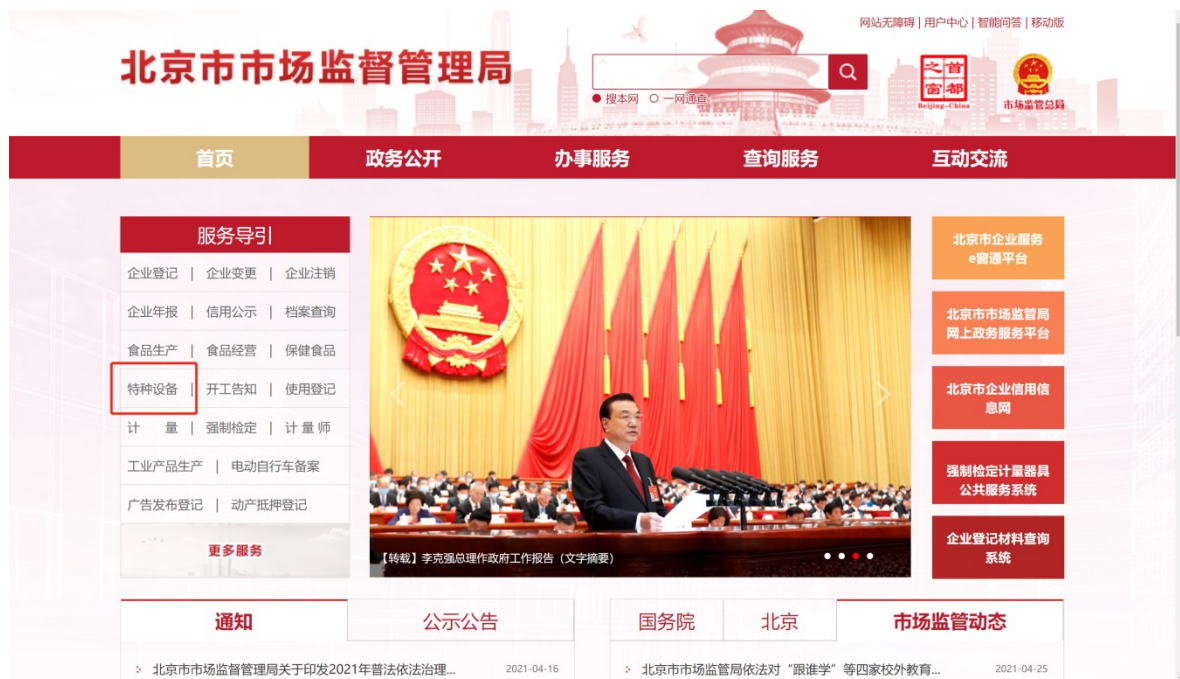 网站无障碍 | 用户中心 | 智能问答 | 移动版
北京市市场监督管理局
搜本网 一网通查
首都之窗
Beijing-China
市场监管总局
首页 政务公开 办事服务 查询服务 互动交流
服务导引
企业登记 | 企业变更 | 企业注销
企业年报 | 信用公示 | 档案查询
食品生产 | 食品经营 | 保健食品
特种设备 | 开工告知 | 使用登记
计 量 | 强制检定 | 计 量 师
工业产品生产 | 电动自行车备案
广告发布登记 | 动产抵押登记
更多服务
【转载】李克强总理作政府工作报告（文字摘要）
北京市企业服务
e窗通平台
北京市市场监管局
网上政务服务平台
北京市企业信用信
息网
强制检定计量器具
公共服务系统
企业登记材料查询
系统
通知 公示公告
北京市市场监督管理局关于印发2021年普法依法治理... 2021-04-16
国务院 北京 市场监管动态
北京市市场监管局依法对“跟谁学”等四家校外教育... 2021-04-25